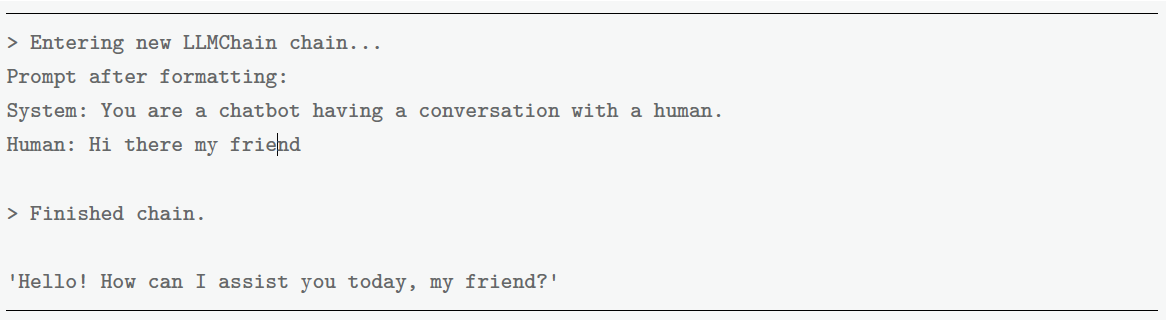 > Entering new LLMChain chain...
Prompt after formatting:
System: You are a chatbot having a conversation with a human.
Human: Hi there my friend
> Finished chain.
'Hello! How can I assist you today, my friend?'